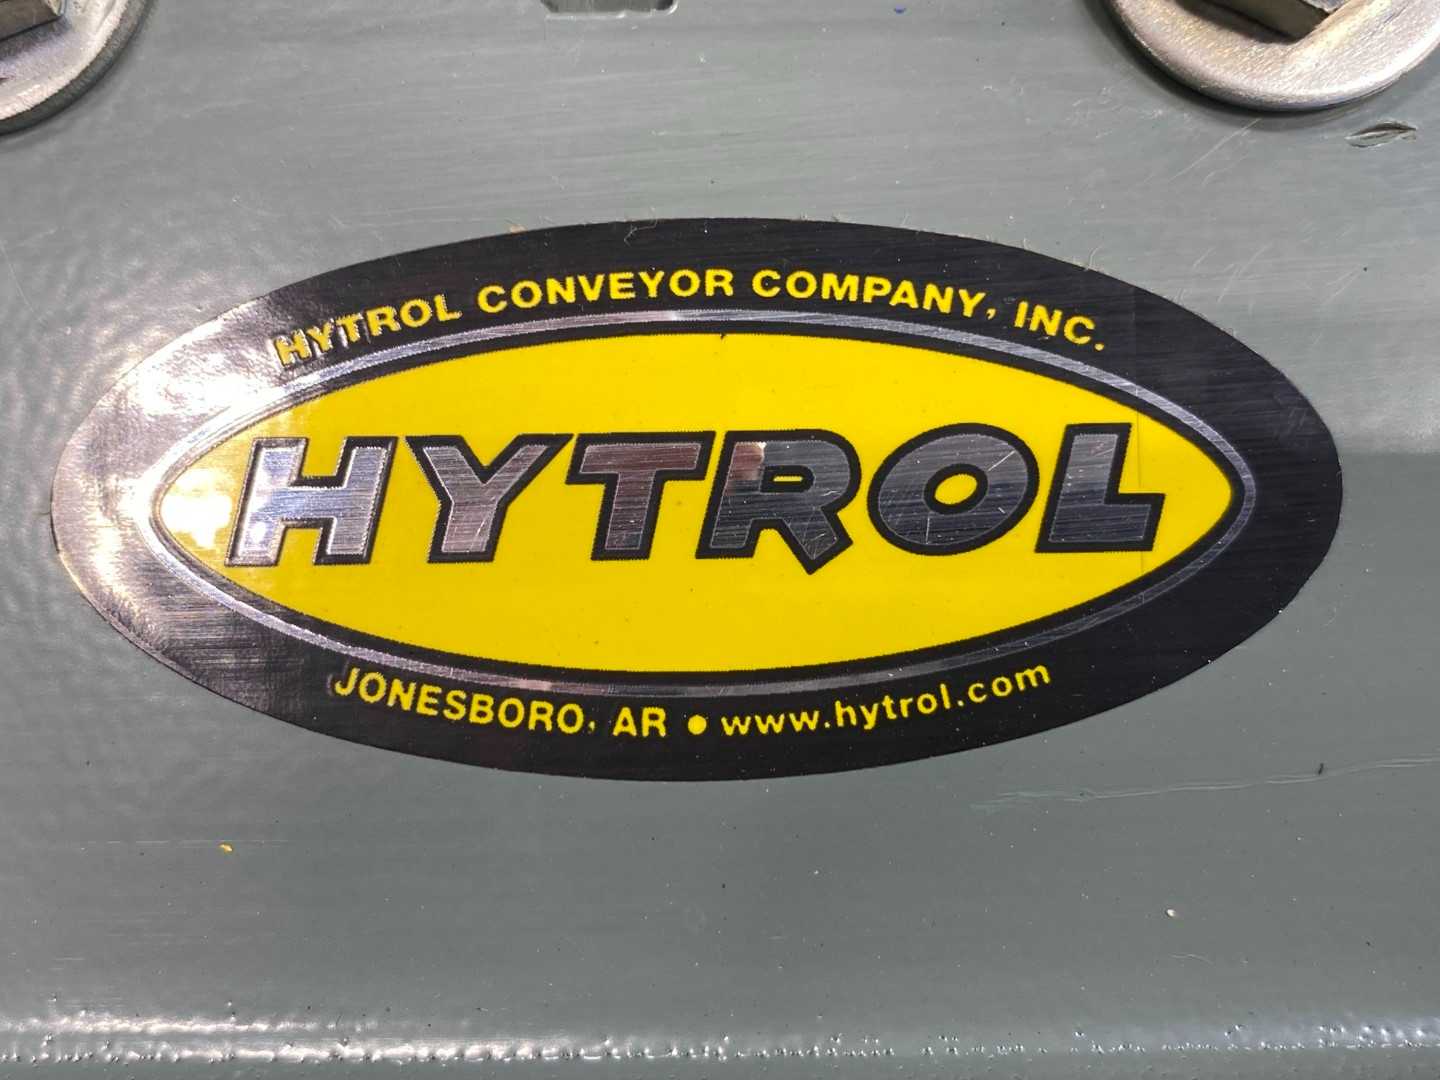 HYTROL CONVEYOR COMPANY, INC.
HYTROL
JONESBORO, AR • www.hytrol.com